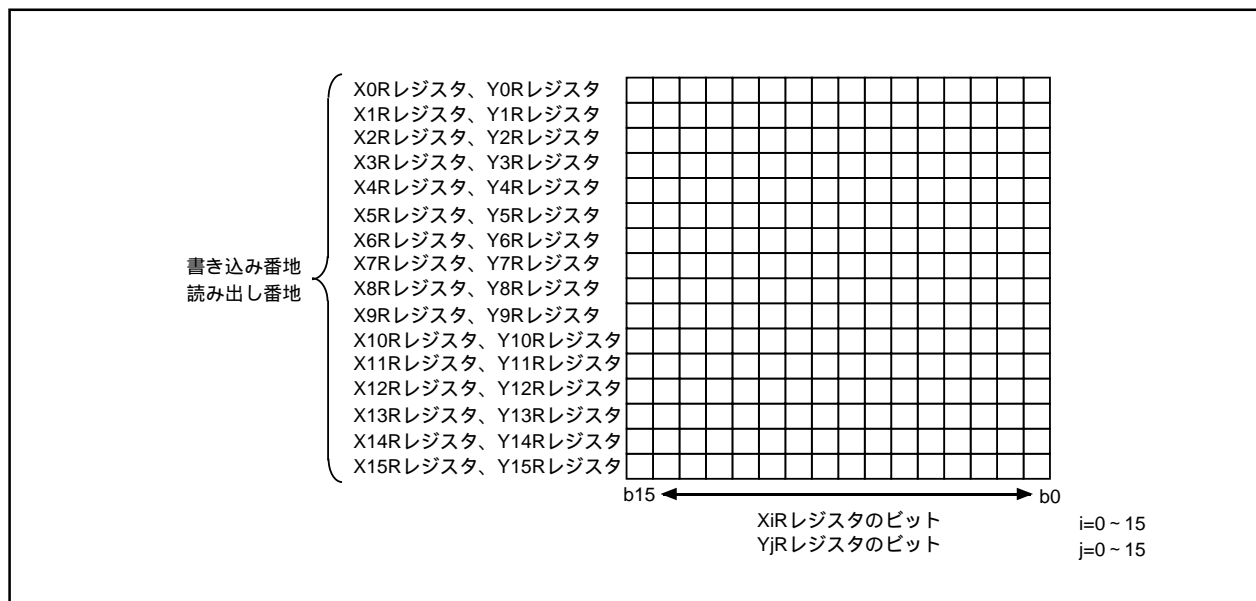 X0Rレジスタ、Y0Rレジスタ
X1Rレジスタ、Y1Rレジスタ
X2Rレジスタ、Y2Rレジスタ
X3Rレジスタ、Y3Rレジスタ
X4Rレジスタ、Y4Rレジスタ
X5Rレジスタ、Y5Rレジスタ
X6Rレジスタ、Y6Rレジスタ
X7Rレジスタ、Y7Rレジスタ
X8Rレジスタ、Y8Rレジスタ
X9Rレジスタ、Y9Rレジスタ
X10Rレジスタ、Y10Rレジスタ
X11Rレジスタ、Y11Rレジスタ
X12Rレジスタ、Y12Rレジスタ
X13Rレジスタ、Y13Rレジスタ
X14Rレジスタ、Y14Rレジスタ
X15Rレジスタ、Y15Rレジスタ
書き込み番地
読み出し番地
b15 b0
XiRレジスタのビット i=0~15
YjRレジスタのビット j=0~15